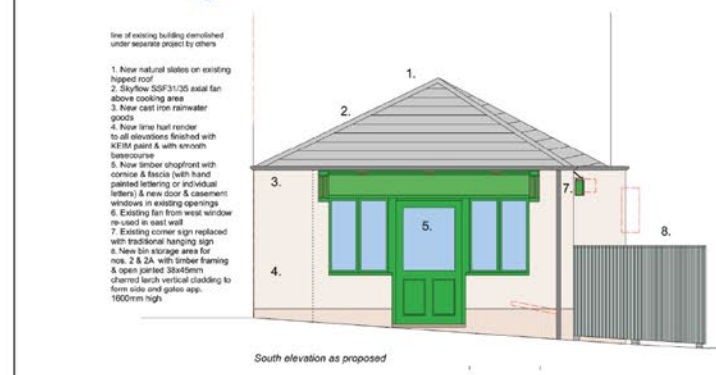 line of existing building demolished
under separate project by others
1. New natural slates on existing
hipped roof
2. Skyflow SSF31/35 axial fan
above cooking area
3. New cast iron rainwater
goods
4. New lime harl render
to all elevations finished with
KEIM paint & with smooth
basecourse
5. New timber shopfront with
cornice & fascia (with hand
painted lettering or individual
letters) & new door & casement
windows in existing openings
6. Existing fan from west window
re-used in east wall
7. Existing corner sign replaced
with traditional hanging sign
8. New bin storage area for
nos. 2 & 2A with timber framing
& open jointed 38x45mm
charred larch vertical cladding to
form side and gates app.
1600mm high
1.
2.
3.
7.
5.
8.
4.
South elevation as proposed